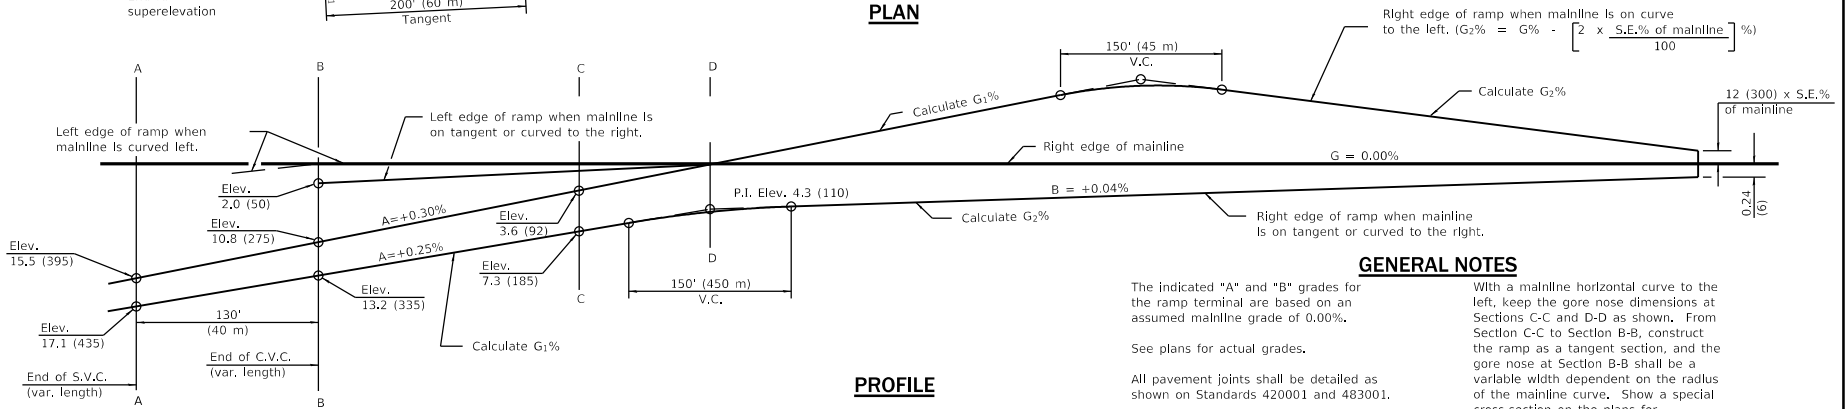 superelevation
200' (60 m)
Tangent
PLAN
Right edge of ramp when mainline is on curve
to the left. (G₂% = G% - [2 x S.E.% of mainline / 100] %)
150' (45 m)
V.C.
A
B
C
D
Calculate G₁%
Calculate G₂%
12 (300) x S.E.%
of mainline
Left edge of ramp when
mainline is curved left.
Left edge of ramp when mainline is
on tangent or curved to the right.
Right edge of mainline
G = 0.00%
Elev.
2.0 (50)
P.I. Elev. 4.3 (110)
B = +0.04%
0.24
(6)
A=+0.30%
Elev.
10.8 (275)
Elev.
3.6 (92)
Calculate G₂%
Right edge of ramp when mainline
is on tangent or curved to the right.
Elev.
15.5 (395)
A=+0.25%
Elev.
7.3 (185)
D
GENERAL NOTES
Elev.
13.2 (335)
150' (450 m)
V.C.
C
130'
(40 m)
Elev.
17.1 (435)
Calculate G₁%
End of C.V.C.
(var. length)
End of S.V.C.
(var. length)
A
B
PROFILE
The indicated "A" and "B" grades for
the ramp terminal are based on an
assumed mainline grade of 0.00%.
See plans for actual grades.
All pavement joints shall be detailed as
shown on Standards 420001 and 483001.
With a mainline horizontal curve to the
left, keep the gore nose dimensions at
Sections C-C and D-D as shown. From
Section C-C to Section B-B, construct
the ramp as a tangent section, and the
gore nose at Section B-B shall be a
variable width dependent on the radius
of the mainline curve. Show a special
cross section on the plans for